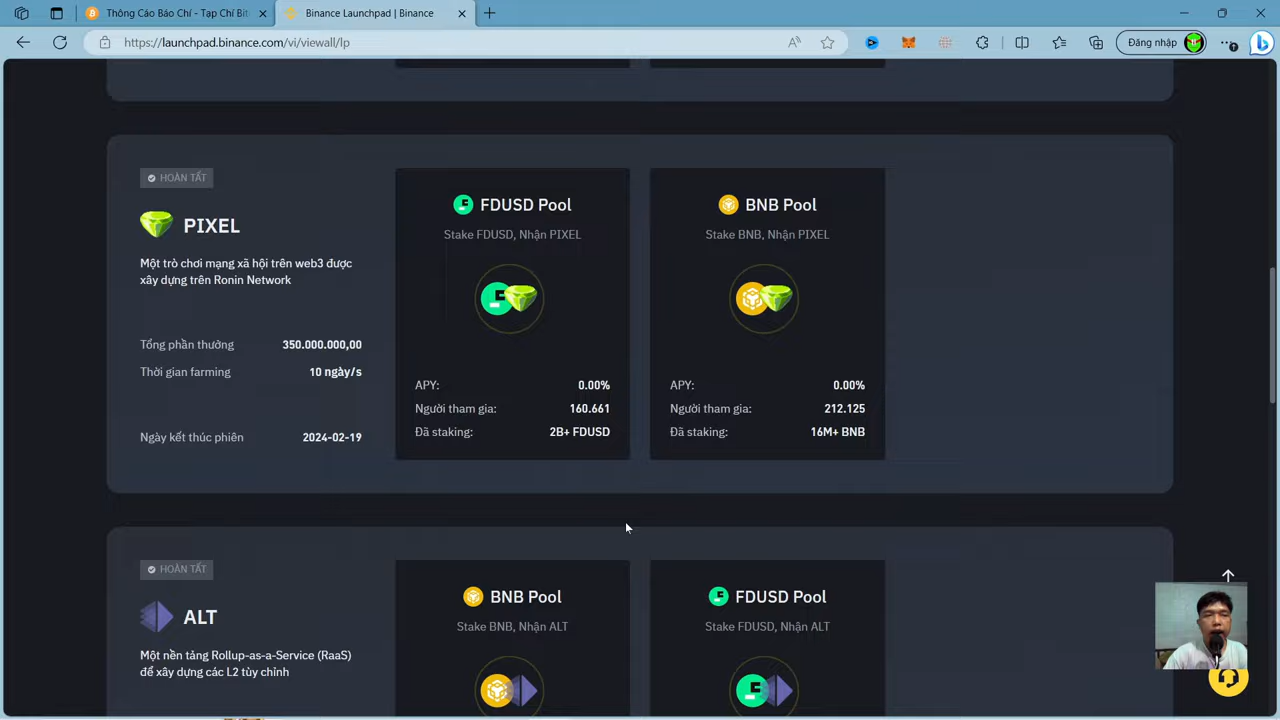 Thông Cáo Báo Chí - Tạp Chí Bit
Binance Launchpad | Binance
https://launchpad.binance.com/vi/viewall/lp
Đăng nhập
HOÀN TẤT
PIXEL
Một trò chơi mạng xã hội trên web3 được
xây dựng trên Ronin Network
Tổng phần thưởng 350.000.000,00
Thời gian farming 10 ngày/s
Ngày kết thúc phiên 2024-02-19
FDUSD Pool
Stake FDUSD, Nhận PIXEL
APY: 0.00%
Người tham gia: 160.661
Đã staking: 2B+ FDUSD
BNB Pool
Stake BNB, Nhận PIXEL
APY: 0.00%
Người tham gia: 212.125
Đã staking: 16M+ BNB
HOÀN TẤT
ALT
Một nền tảng Rollup-as-a-Service (RaaS)
để xây dựng các L2 tùy chỉnh
BNB Pool
Stake BNB, Nhận ALT
FDUSD Pool
Stake FDUSD, Nhận ALT